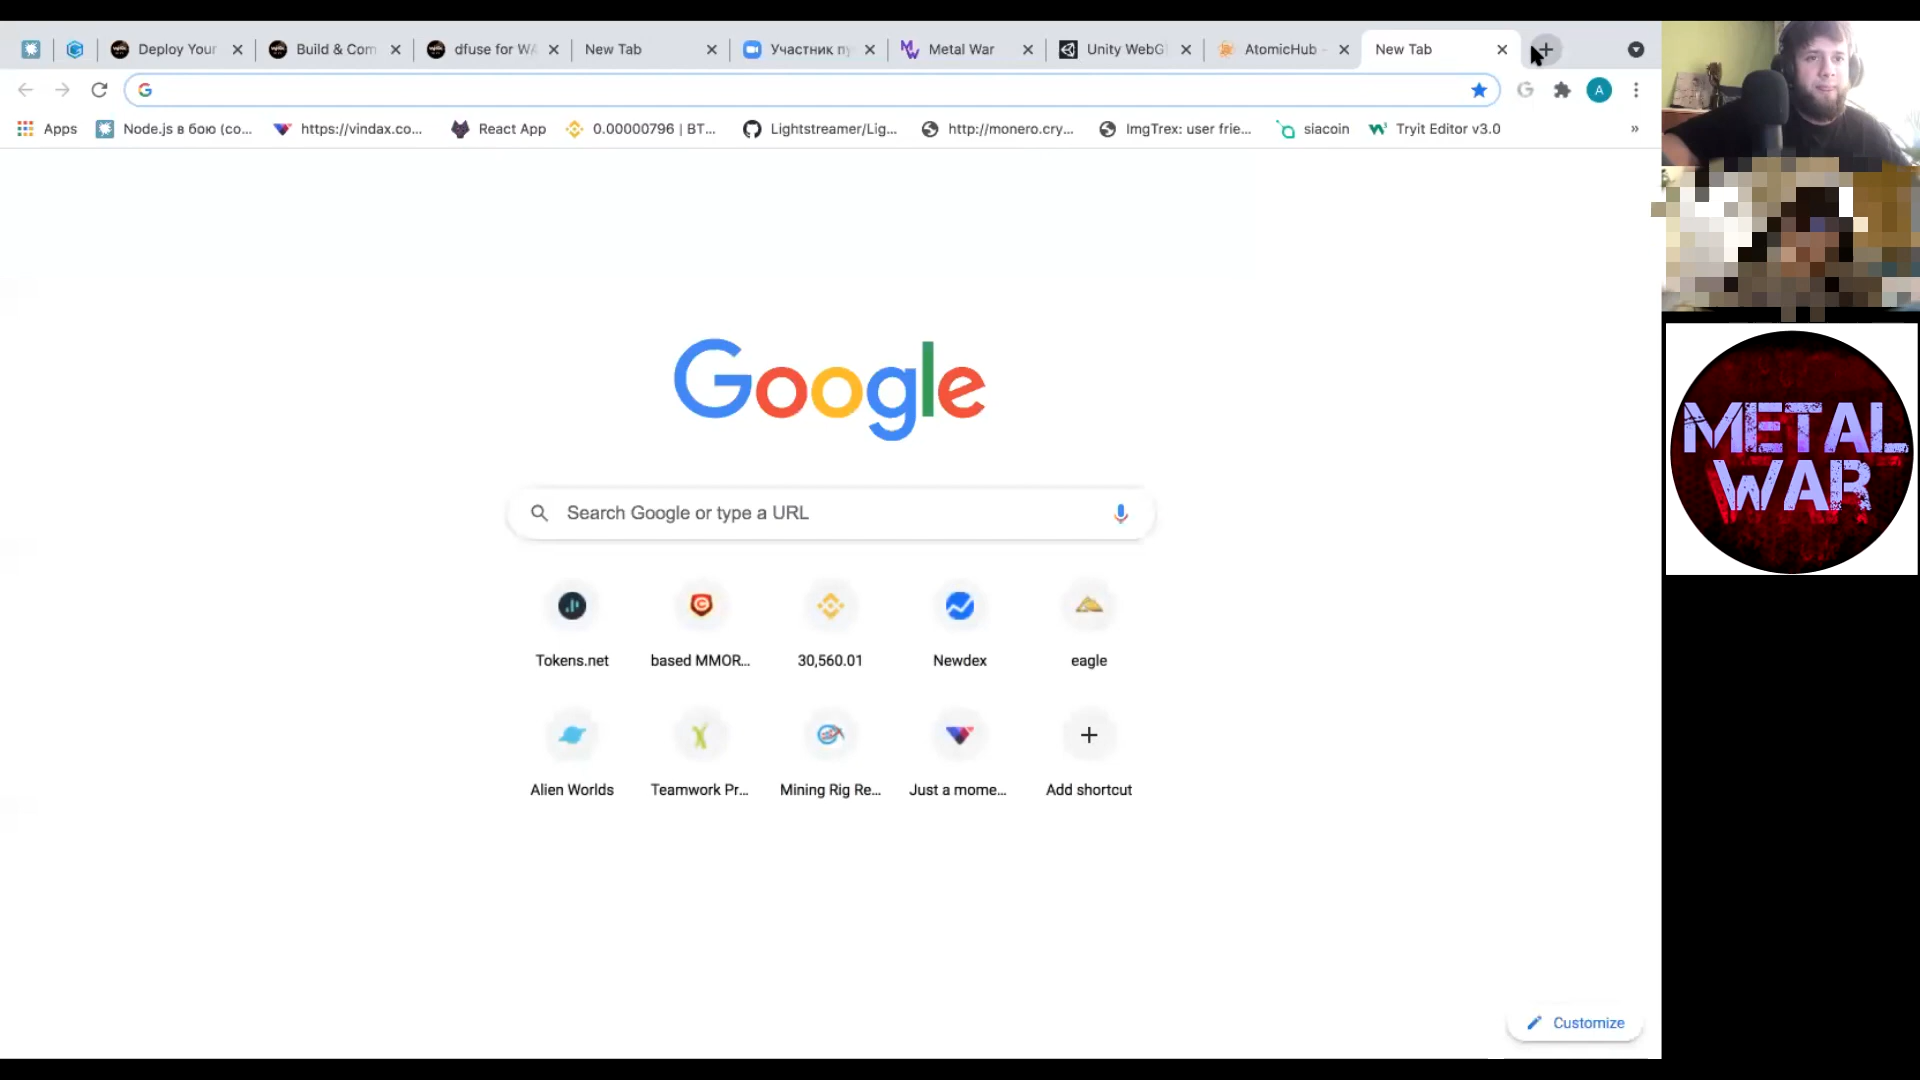 Deploy Your
Build & Com
dfuse for WA
New Tab
Участник пу
Metal War
Unity WebG
AtomicHub -
New Tab
Apps
Node.js в бою (со...
https://vindax.co...
React App
0.00000796 | BT...
Lightstreamer/Lig...
http://monero.cry...
ImgTrex: user frie...
siacoin
Tryit Editor v3.0
»
A
Google
Search Google or type a URL
Tokens.net
based MMOR...
30,560.01
Newdex
eagle
Alien Worlds
Teamwork Pr...
Mining Rig Re...
Just a mome...
Add shortcut
Customize
METAL
WAR